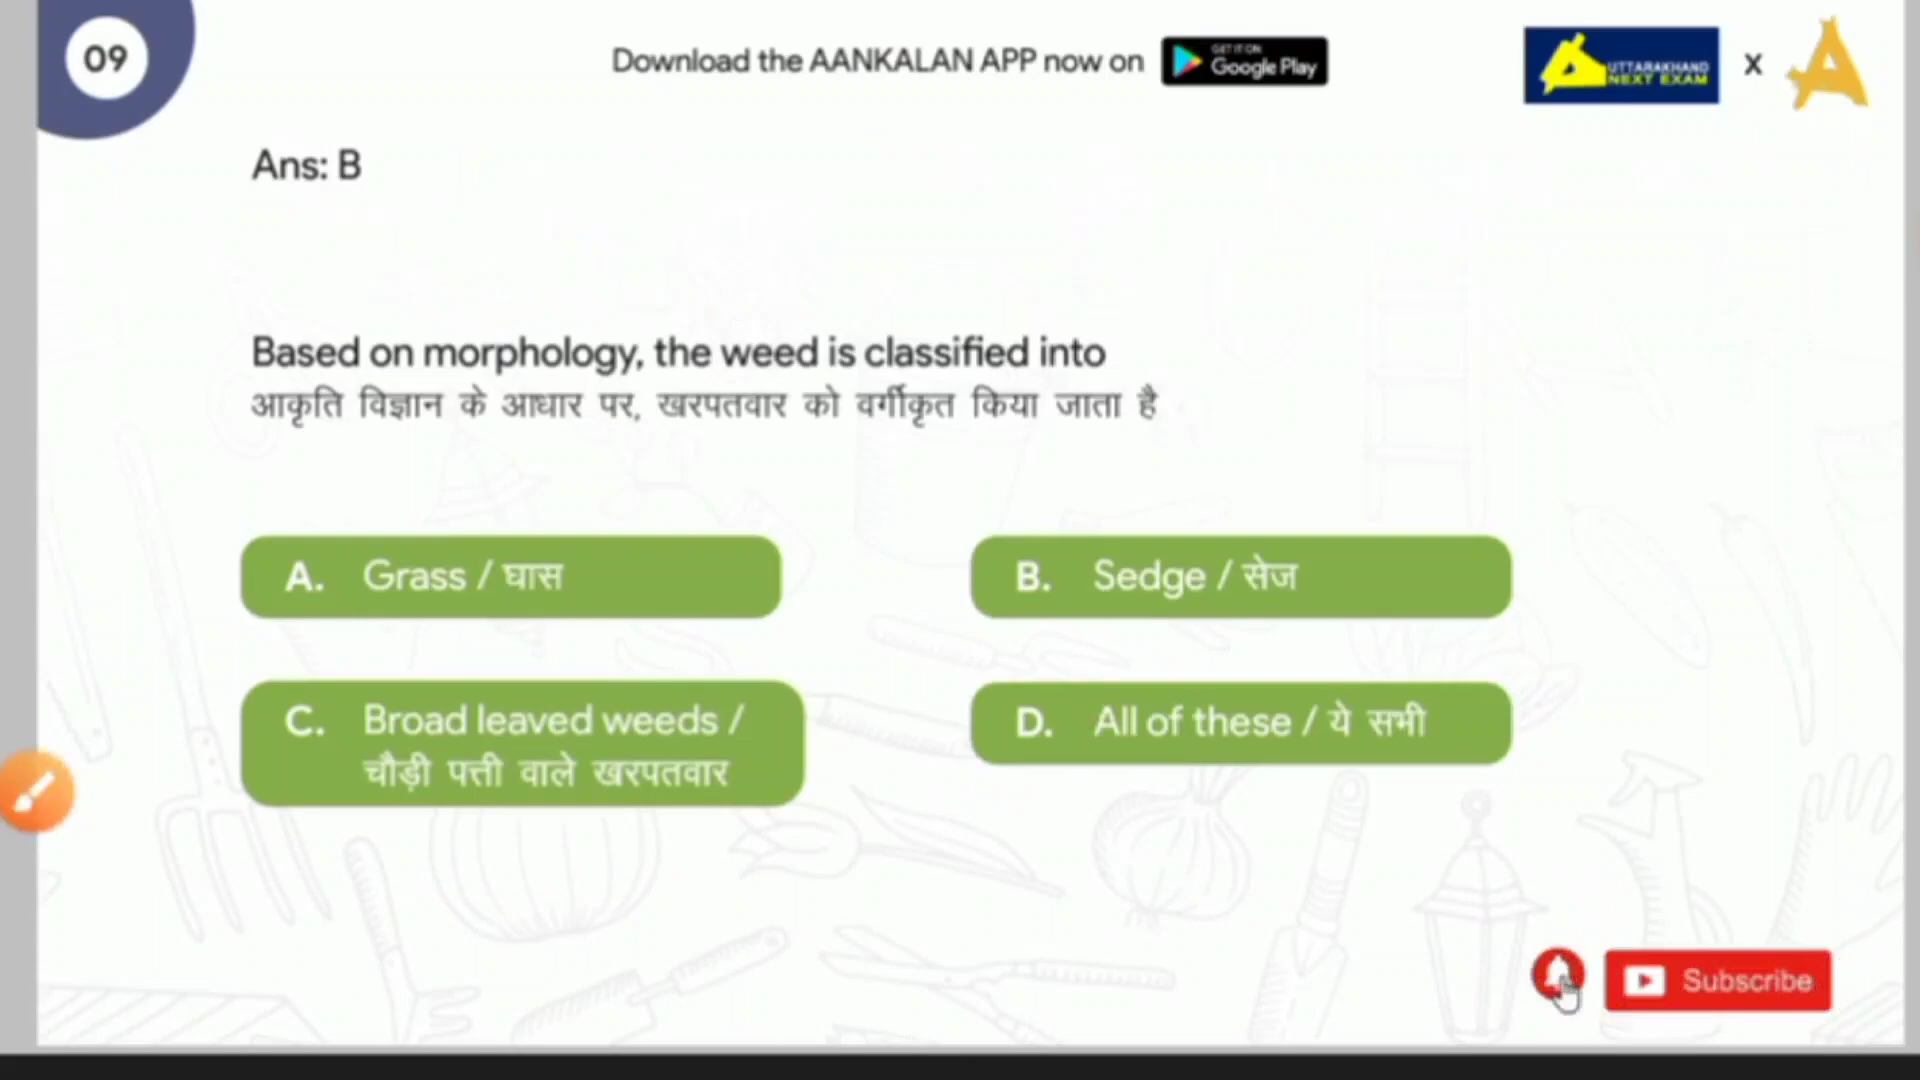 09
Download the AANKALAN APP now on
GET IT ON
Google Play
UTTARAKHAND
NEXT EXAM
X
A
Ans: B
Based on morphology, the weed is classified into
आकृति विज्ञान के आधार पर, खरपतवार को वर्गीकृत किया जाता है
A. Grass / घास
B. Sedge / सेज
C. Broad leaved weeds /
चौड़ी पत्ती वाले खरपतवार
D. All of these / ये सभी
Subscribe